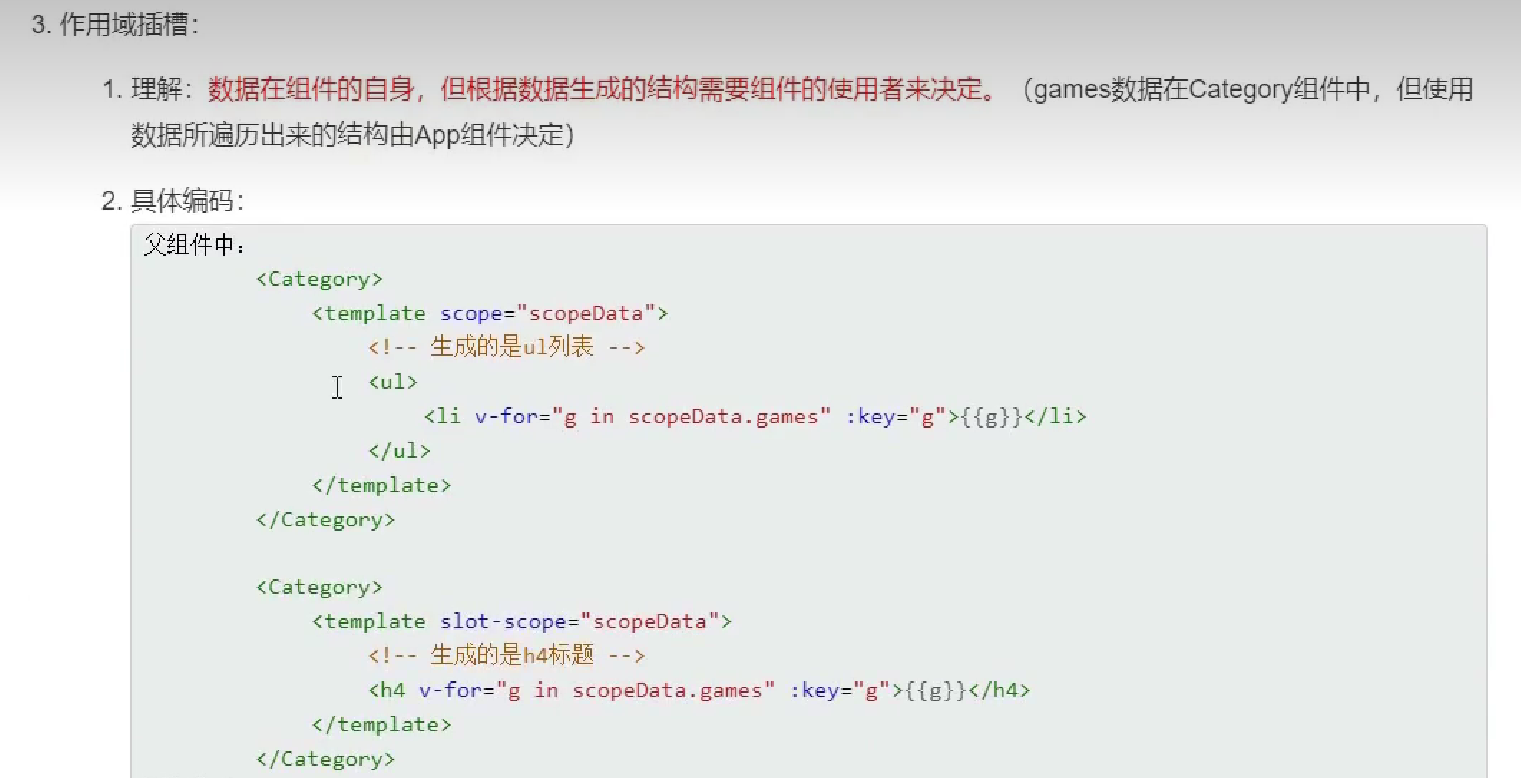 3. 作用域插槽：
1. 理解：数据在组件的自身，但根据数据生成的结构需要组件的使用者来决定。（games数据在Category组件中，但使用
数据所遍历出来的结构由App组件决定）
2. 具体编码：
父组件中：
<Category>
<template scope="scopeData">
<!-- 生成的是ul列表 -->
<ul>
<li v-for="g in scopeData.games" :key="g">{{g}}</li>
</ul>
</template>
</Category>
<Category>
<template slot-scope="scopeData">
<!-- 生成的是h4标题 -->
<h4 v-for="g in scopeData.games" :key="g">{{g}}</h4>
</template>
</Category>